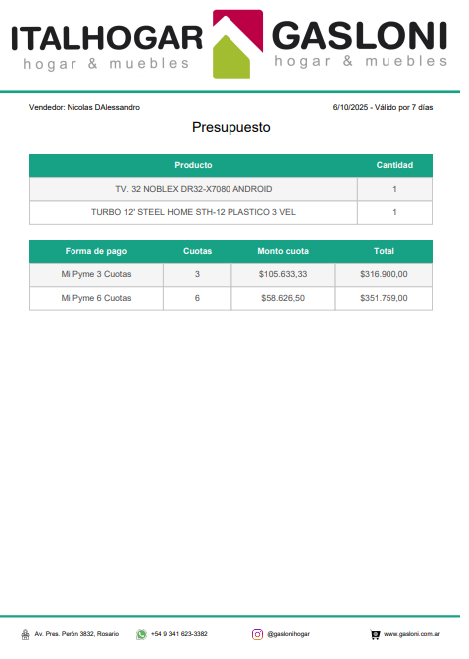 ITALHOGAR
hogar & muebles
GASLONI
hogar & muebles
Vendedor: Nicolas DAlessandro
6/10/2025 - Válido por 7 días
Presupuesto
Producto Cantidad
TV. 32 NOBLEX DR32-X7080 ANDROID 1
TURBO 12' STEEL HOME STH-12 PLASTICO 3 VEL 1
Forma de pago Cuotas Monto cuota Total
Mi Pyme 3 Cuotas 3 $105.633,33 $316.900,00
Mi Pyme 6 Cuotas 6 $58.626,50 $351.759,00
Av. Pres. Perón 3832, Rosario
+54 9 341 623-3382
@gaslonihogar
www.gasloni.com.ar